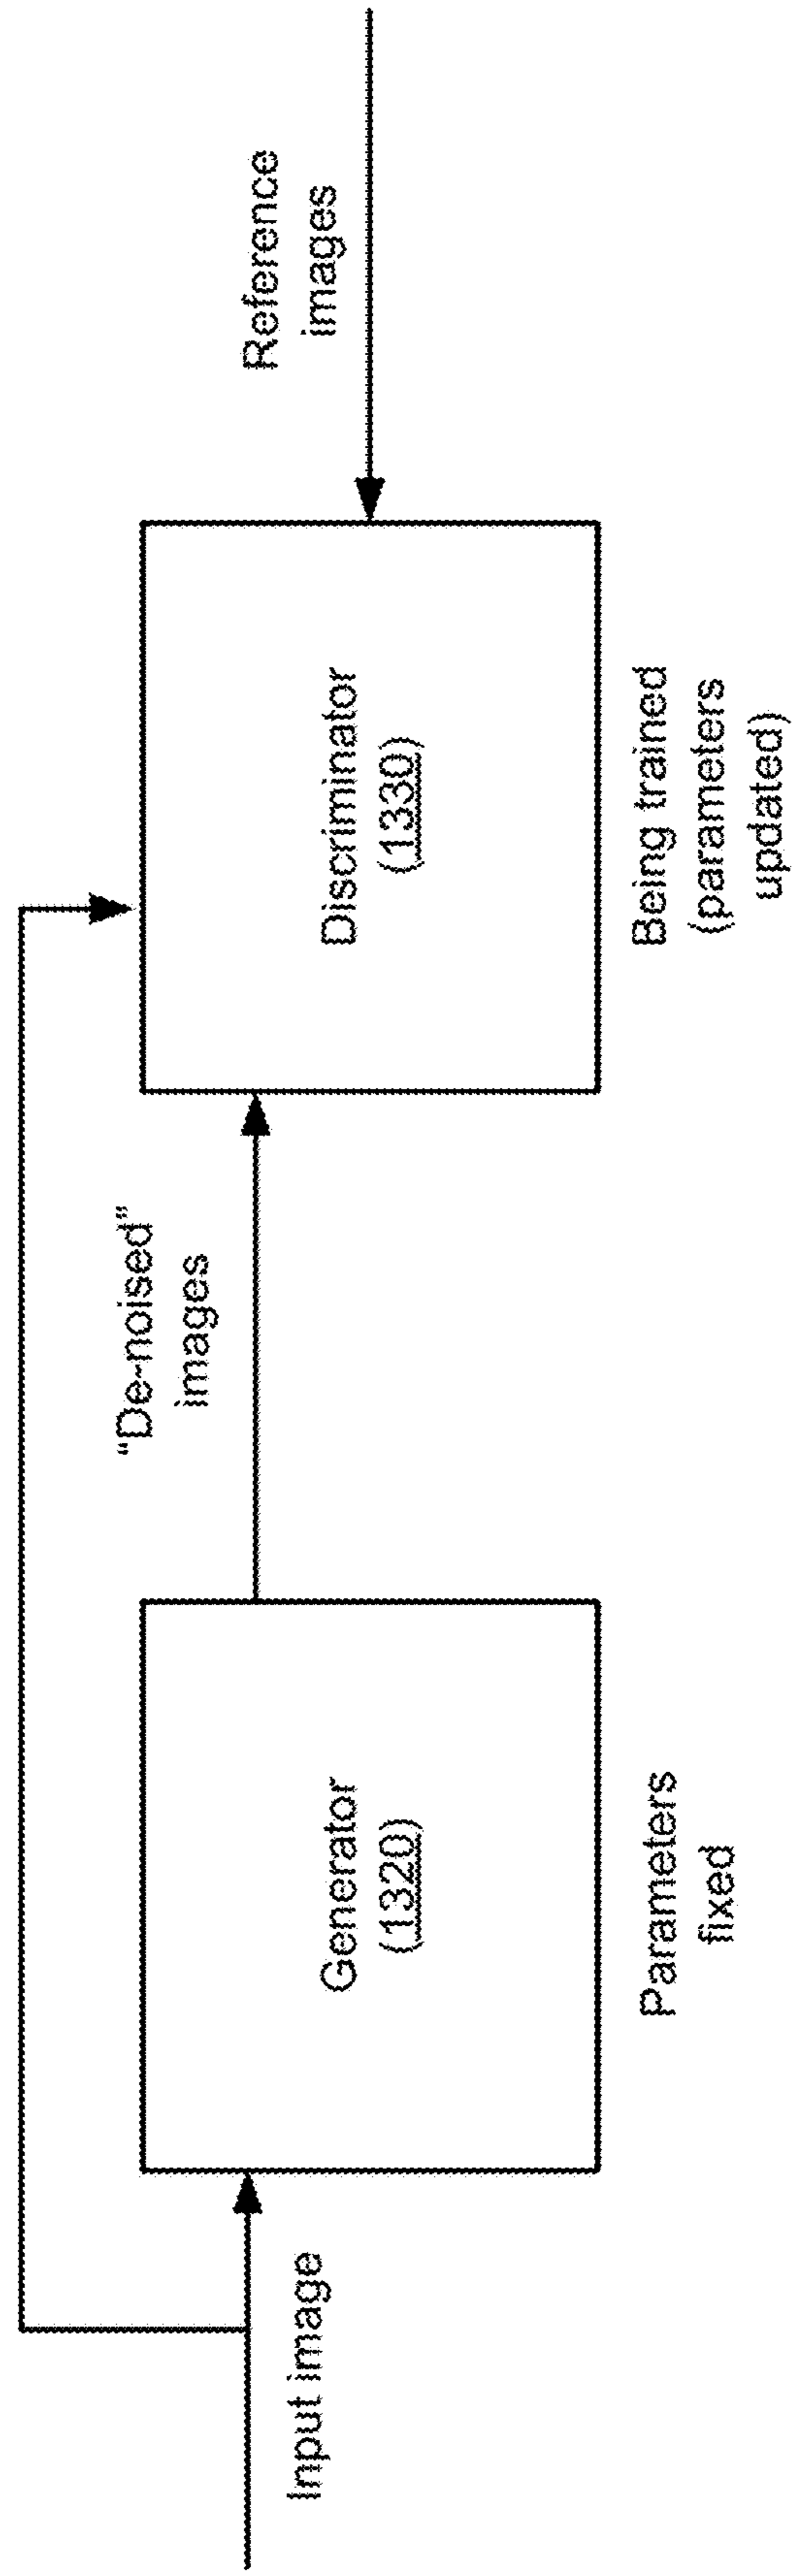 Input image
Generator
(1320)
Parameters
fixed
“De-noised”
images
Discriminator
(1330)
Being trained
(parameters
updated)
Reference
images